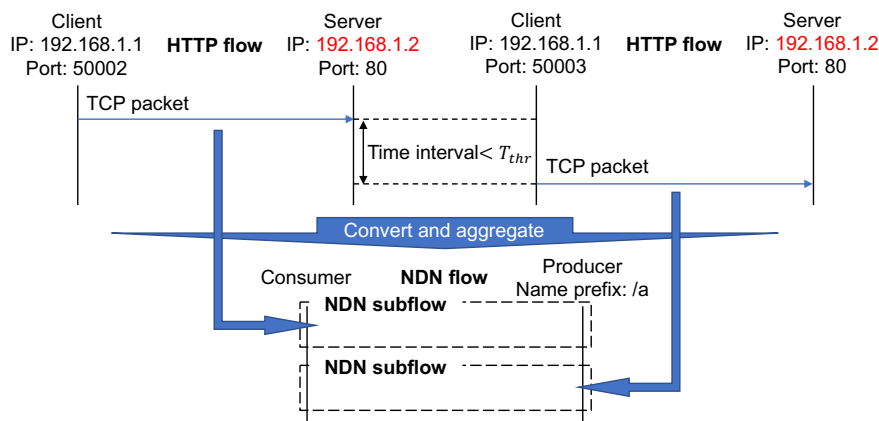 Client
IP: 192.168.1.1
Port: 50002
HTTP flow
Server
IP: 192.168.1.2
Port: 80
Client
IP: 192.168.1.1
Port: 50003
HTTP flow
Server
IP: 192.168.1.2
Port: 80
TCP packet
Time interval< T_thr
TCP packet
Convert and aggregate
Consumer
NDN flow
Producer
Name prefix: /a
NDN subflow
NDN subflow